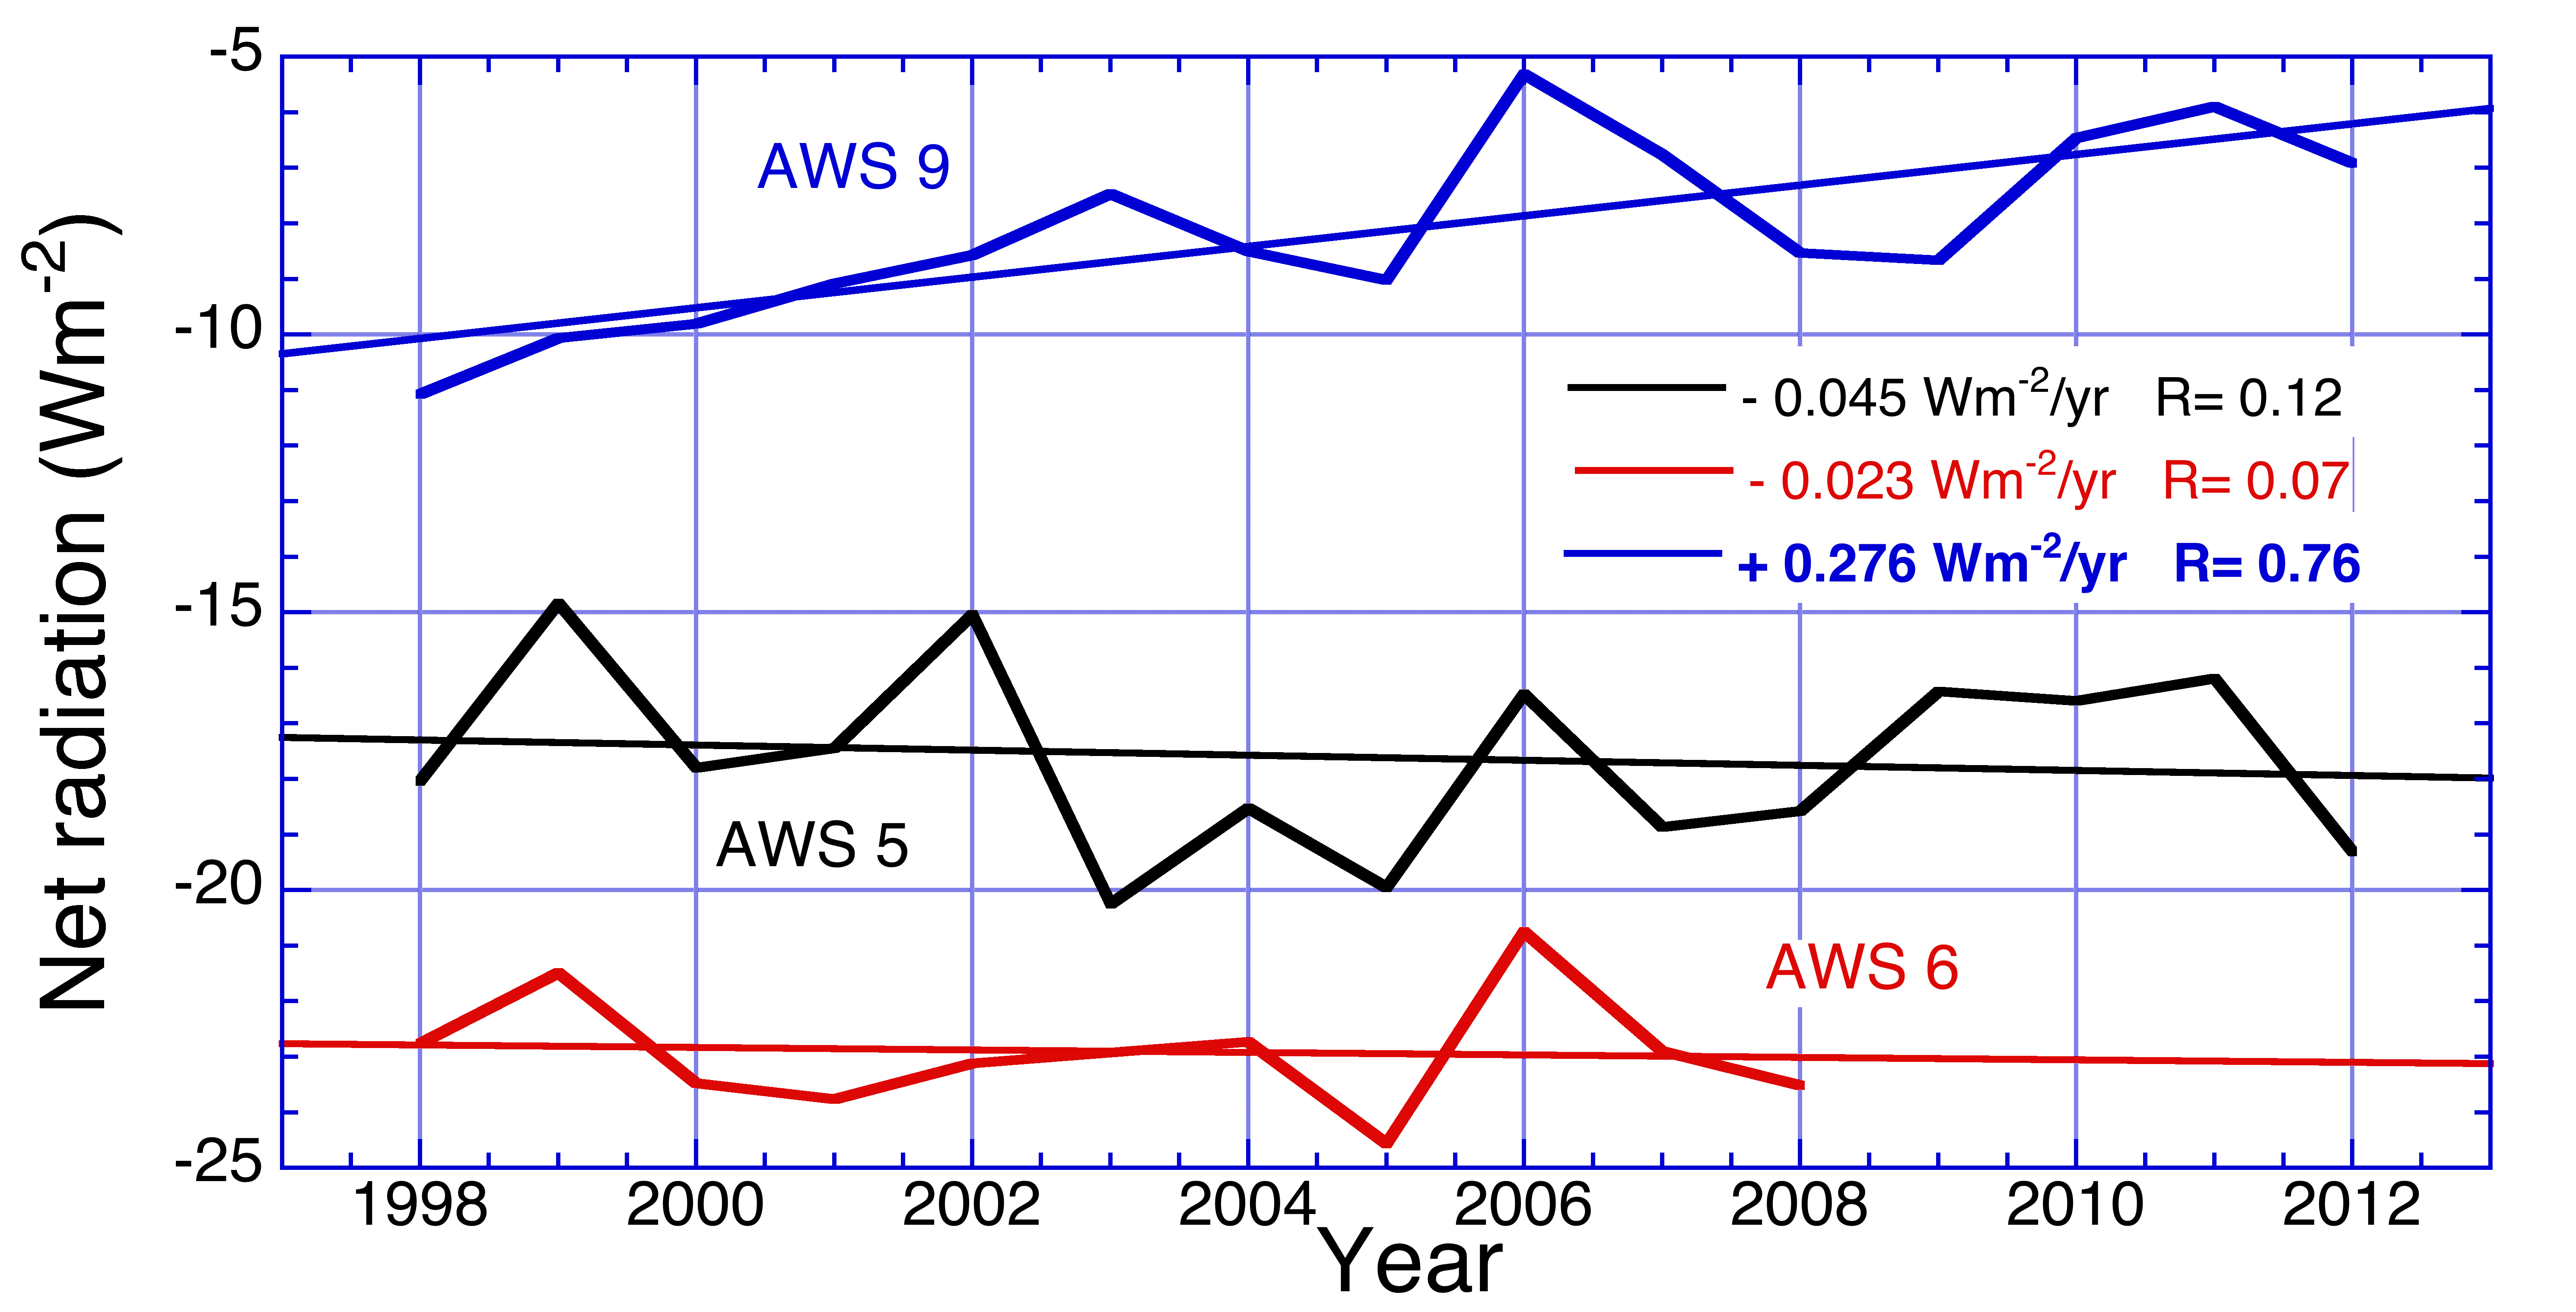 -5
AWS 9
-10
- 0.045 Wm-2/yr R= 0.12
- 0.023 Wm-2/yr R= 0.07
+ 0.276 Wm-2/yr R= 0.76
-15
AWS 5
-20
AWS 6
-25
Net radiation (Wm-2)
1998 2000 2002 2004 2006 2008 2010 2012
Year